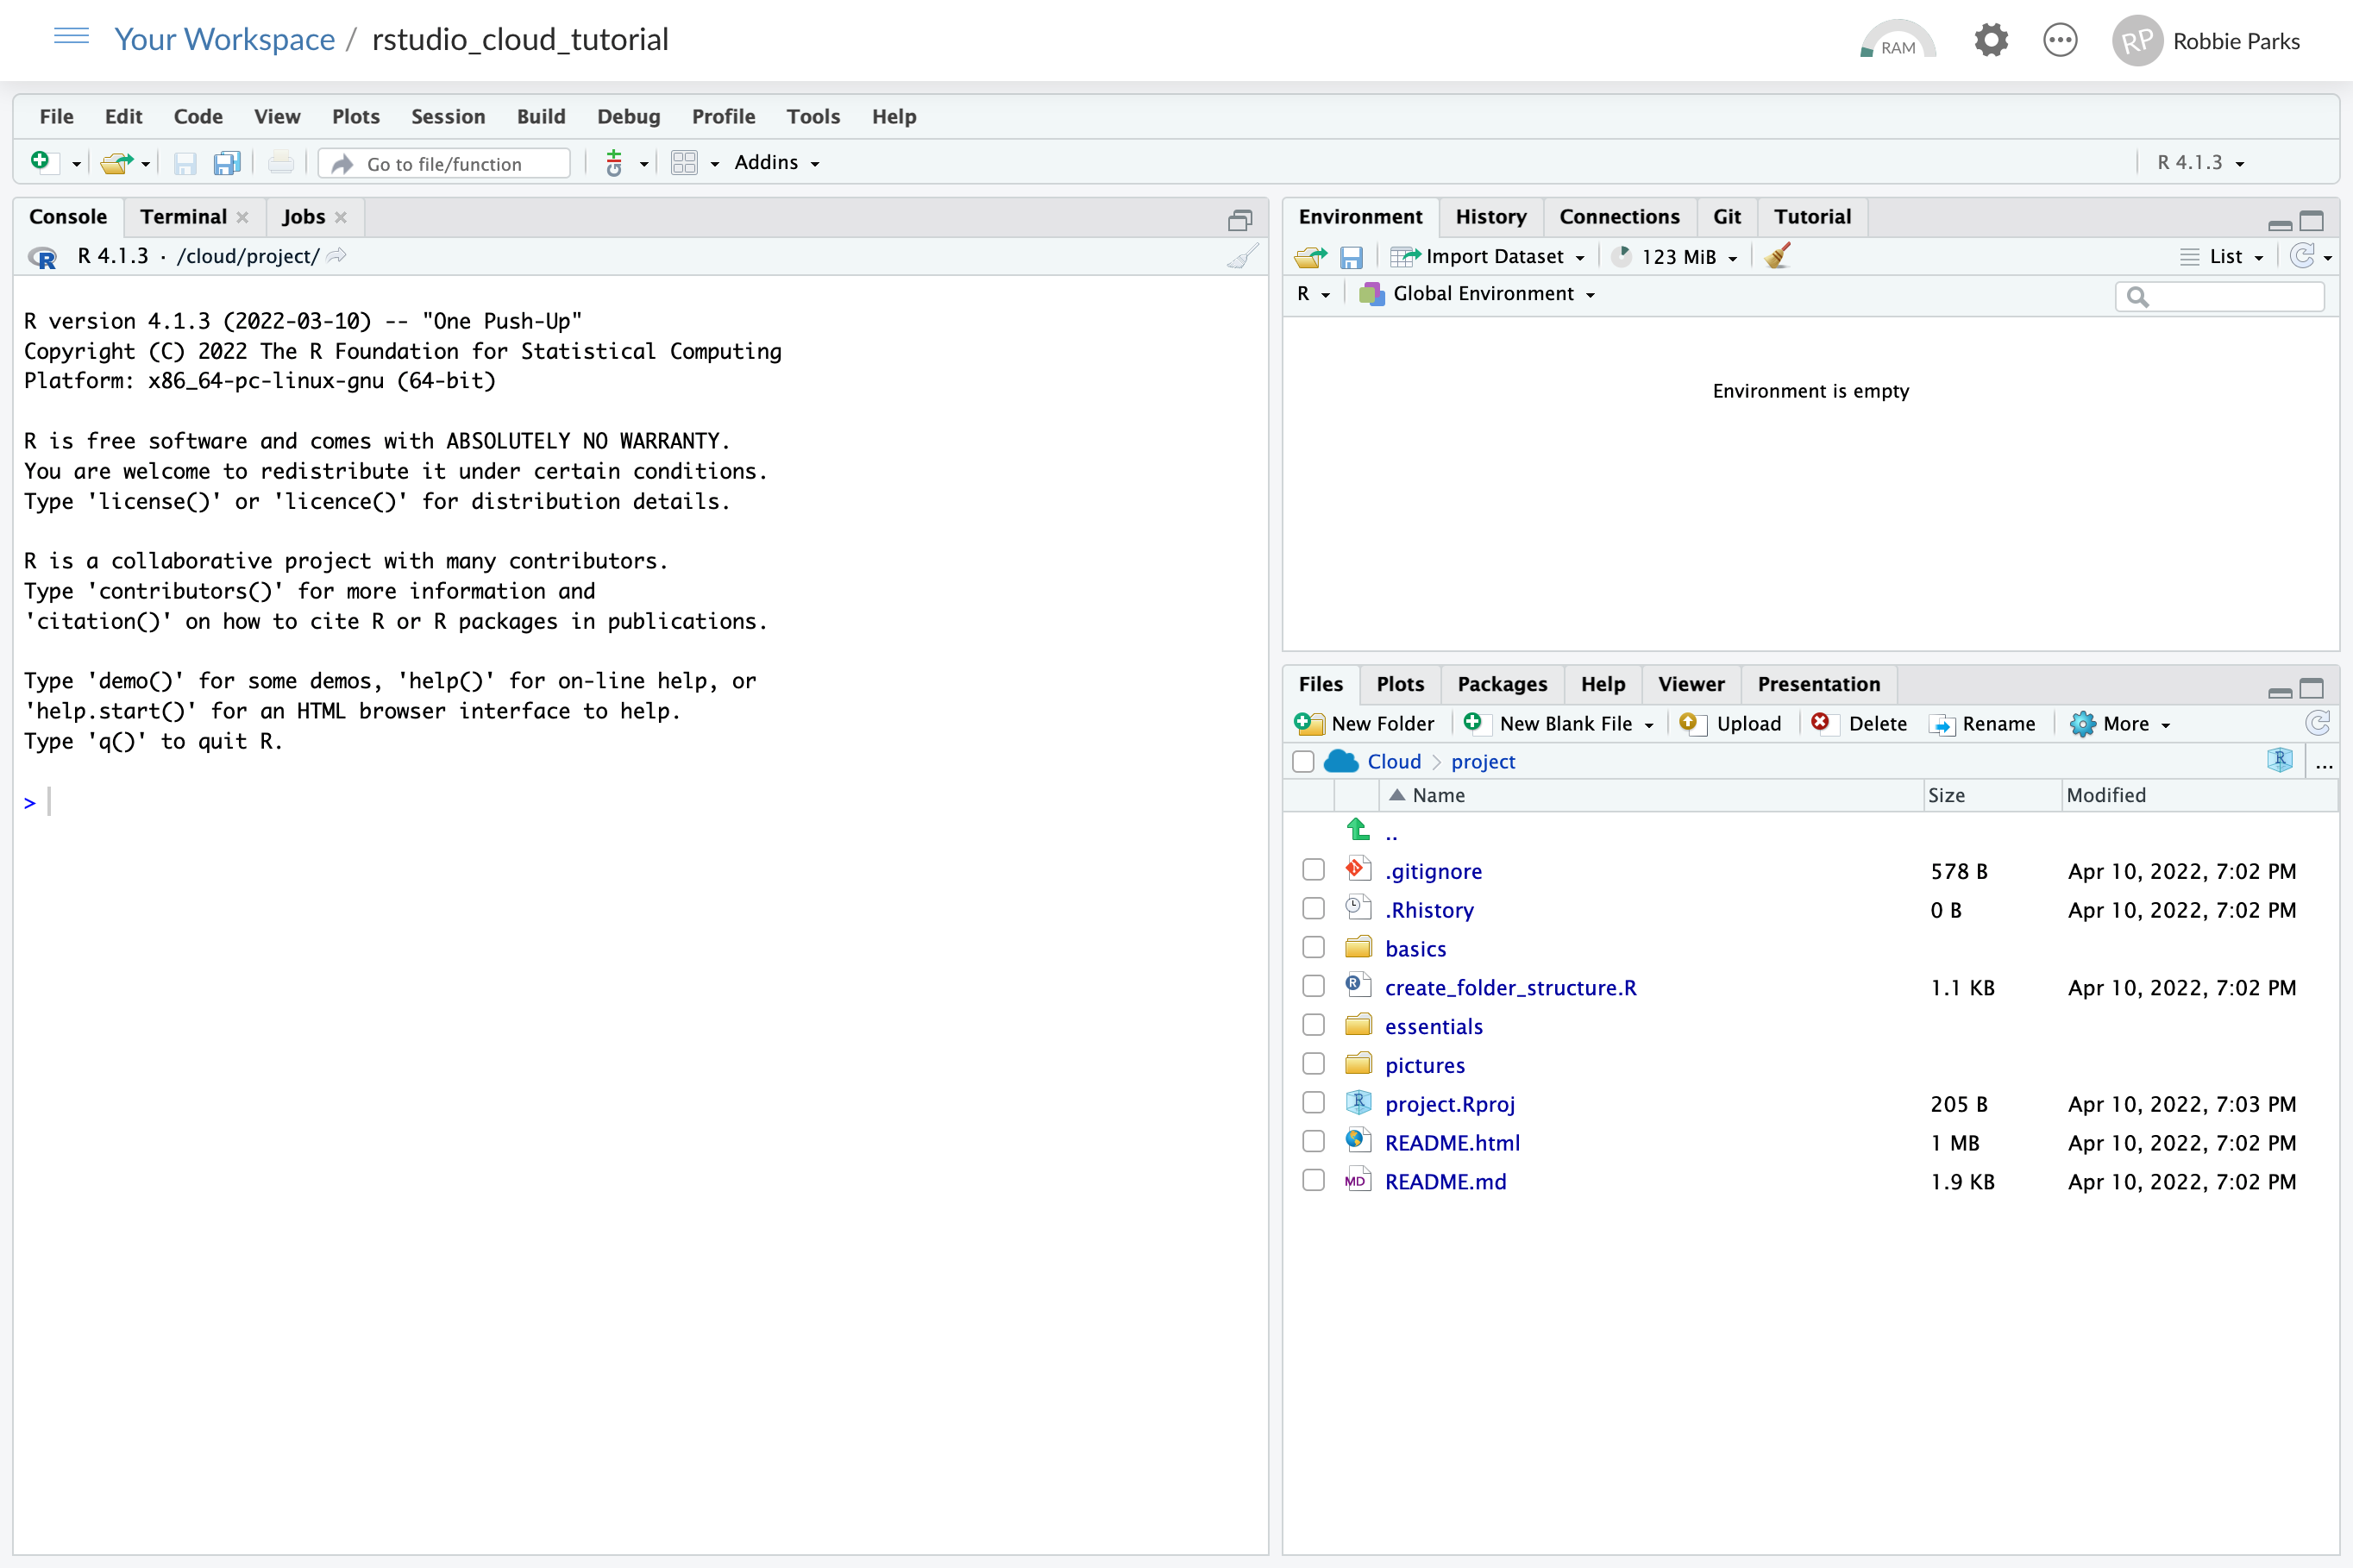 Your Workspace / rstudio_cloud_tutorial
RAM
RP Robbie Parks
File Edit Code View Plots Session Build Debug Profile Tools Help
Go to file/function
Addins
R 4.1.3
Console Terminal Jobs
R 4.1.3 · /cloud/project/
R version 4.1.3 (2022-03-10) -- "One Push-Up"
Copyright (C) 2022 The R Foundation for Statistical Computing
Platform: x86_64-pc-linux-gnu (64-bit)
R is free software and comes with ABSOLUTELY NO WARRANTY.
You are welcome to redistribute it under certain conditions.
Type 'license()' or 'licence()' for distribution details.
R is a collaborative project with many contributors.
Type 'contributors()' for more information and
'citation()' on how to cite R or R packages in publications.
Type 'demo()' for some demos, 'help()' for on-line help, or
'help.start()' for an HTML browser interface to help.
Type 'q()' to quit R.
>
Environment History Connections Git Tutorial
Import Dataset 123 MiB List
R Global Environment
Environment is empty
Files Plots Packages Help Viewer Presentation
New Folder New Blank File Upload Delete Rename More
Cloud project ...
Name Size Modified
..
.gitignore 578 B Apr 10, 2022, 7:02 PM
.Rhistory 0 B Apr 10, 2022, 7:02 PM
basics
create_folder_structure.R 1.1 KB Apr 10, 2022, 7:02 PM
essentials
pictures
project.Rproj 205 B Apr 10, 2022, 7:03 PM
README.html 1 MB Apr 10, 2022, 7:02 PM
MD README.md 1.9 KB Apr 10, 2022, 7:02 PM